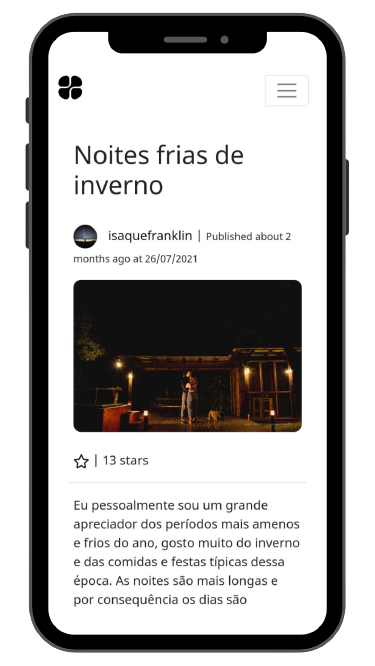 Noites frias de
inverno
isaquefranklin | Published about 2
months ago at 26/07/2021
| 13 stars
Eu pessoalmente sou um grande
apreciador dos períodos mais amenos
e frios do ano, gosto muito do inverno
e das comidas e festas típicas dessa
época. As noites são mais longas e
por consequência os dias são